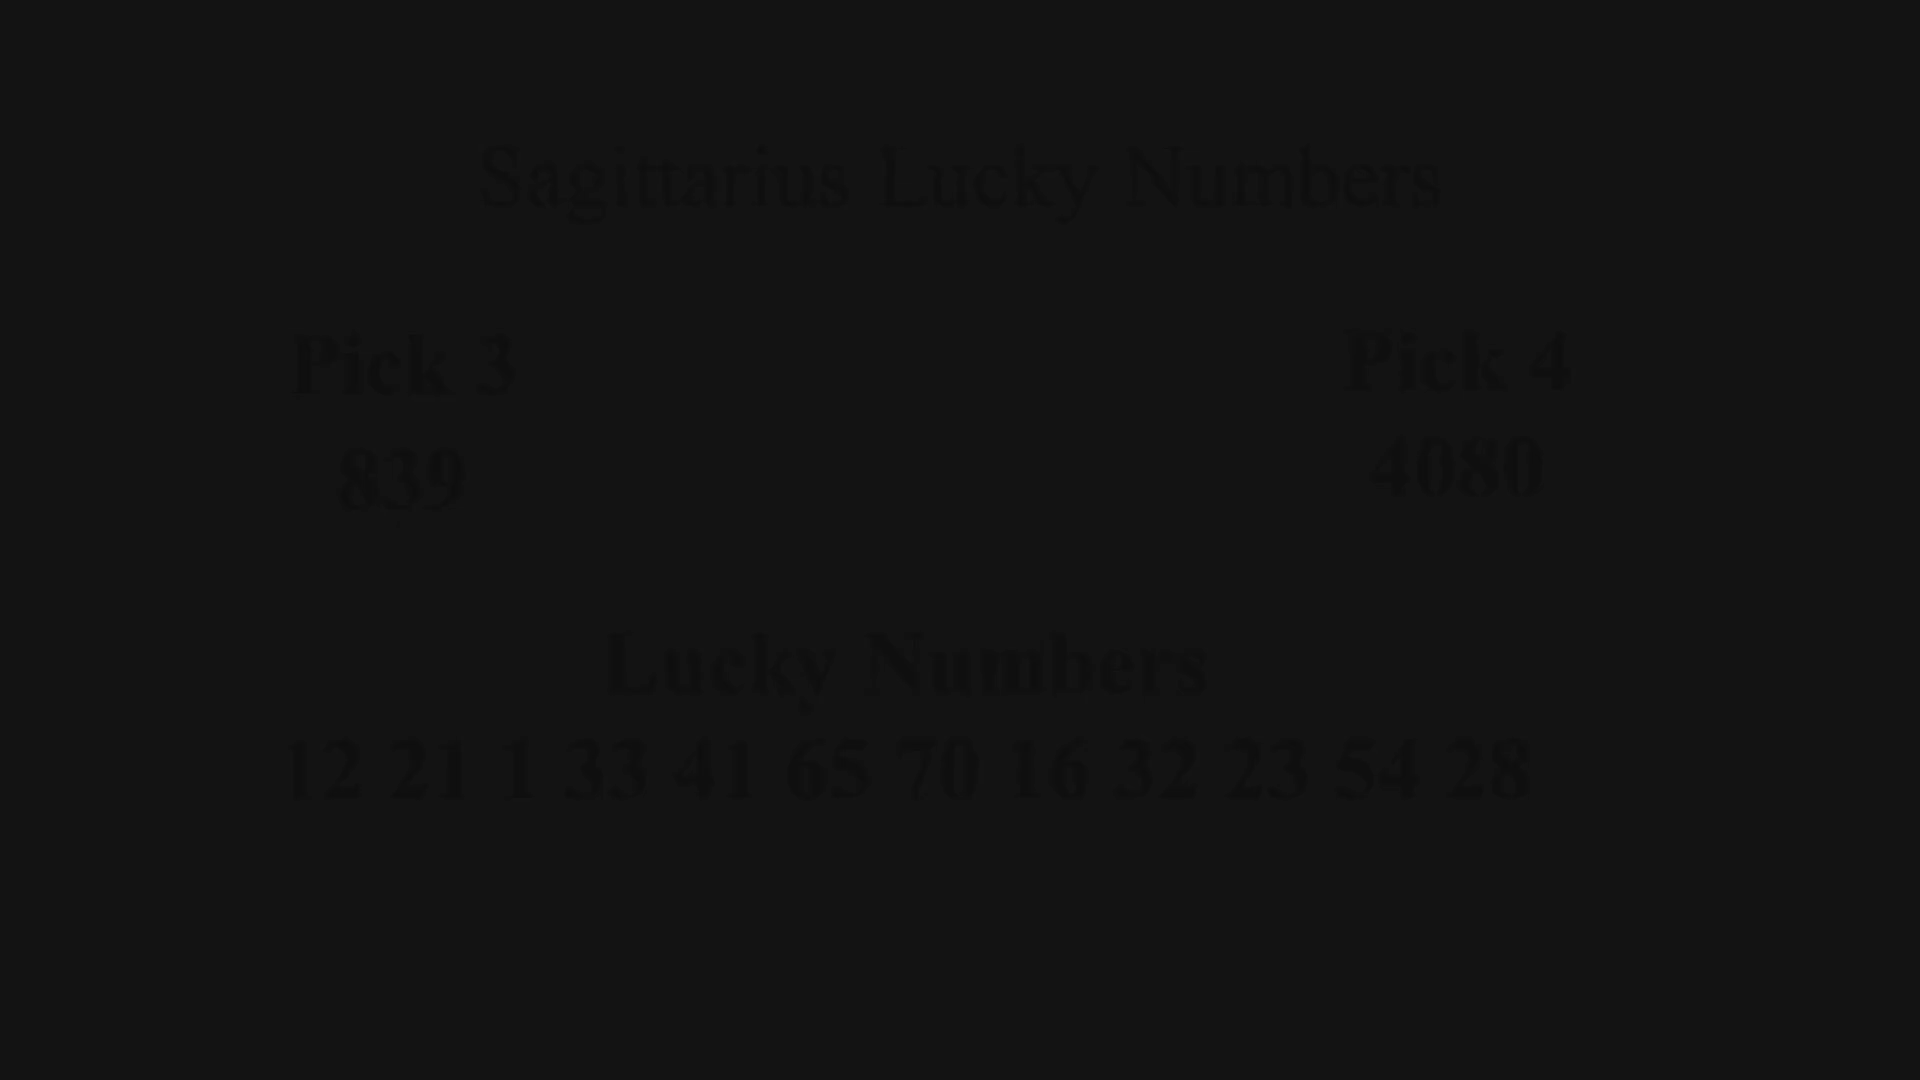 Sagittarius Lucky Numbers
Pick 3
839
Pick 4
4080
Lucky Numbers
12 21 1 33 41 65 70 16 32 23 54 28